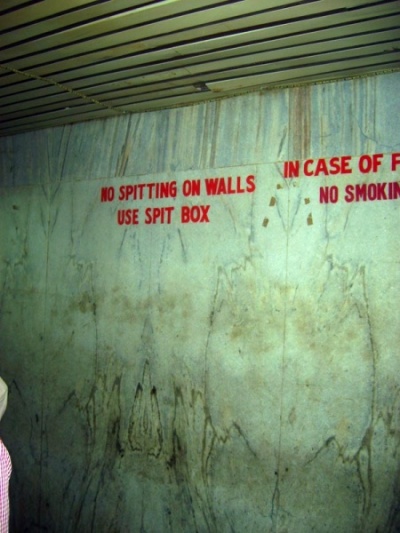 NO SPITTING ON WALLS
USE SPIT BOX
IN CASE OF F
NO SMOKIN